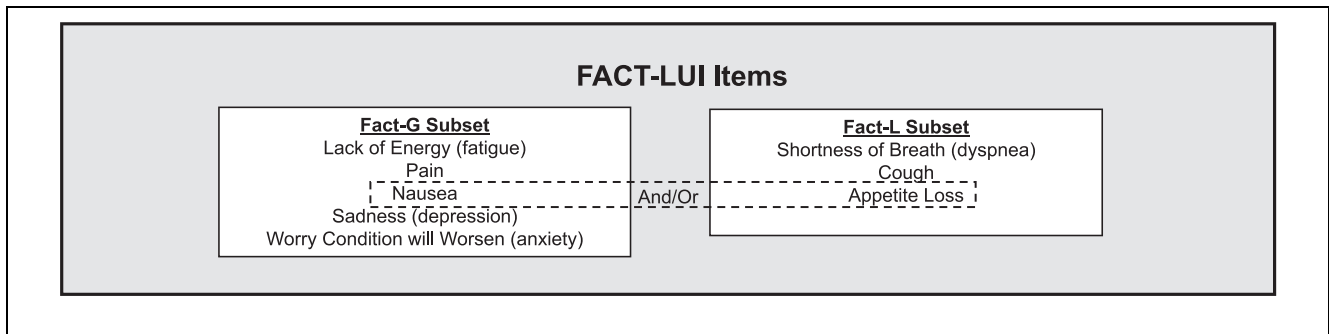 FACT-LUI Items
Fact-G Subset
Lack of Energy (fatigue)
Pain
Nausea
Sadness (depression)
Worry Condition will Worsen (anxiety)
And/Or
Fact-L Subset
Shortness of Breath (dyspnea)
Cough
Appetite Loss